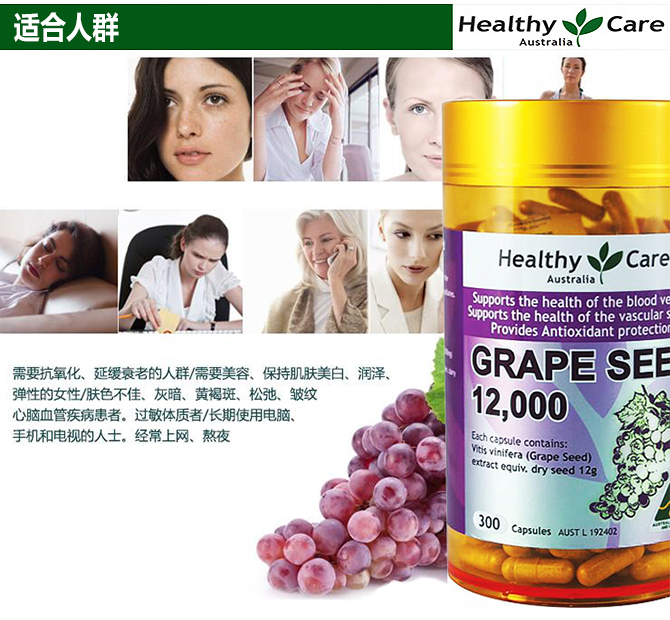 适合人群
Healthy Care
Australia
Healthy Care
Australia
Supports the health of the blood
Supports the health of the vascular
Provides Antioxidant protection
GRAPE SEE
12,000
Each capsule contains:
Vitis vinifera (Grape Seed)
extract equiv. dry seed 12g
300 Capsules AUST L 192402
需要抗氧化、延缓衰老的人群/需要美容、保持肌肤美白、润泽、
弹性的女性/肤色不佳、灰暗、黄褐斑、松弛、皱纹
心脑血管疾病患者。过敏体质者/长期使用电脑、
手机和电视的人士。经常上网、熬夜